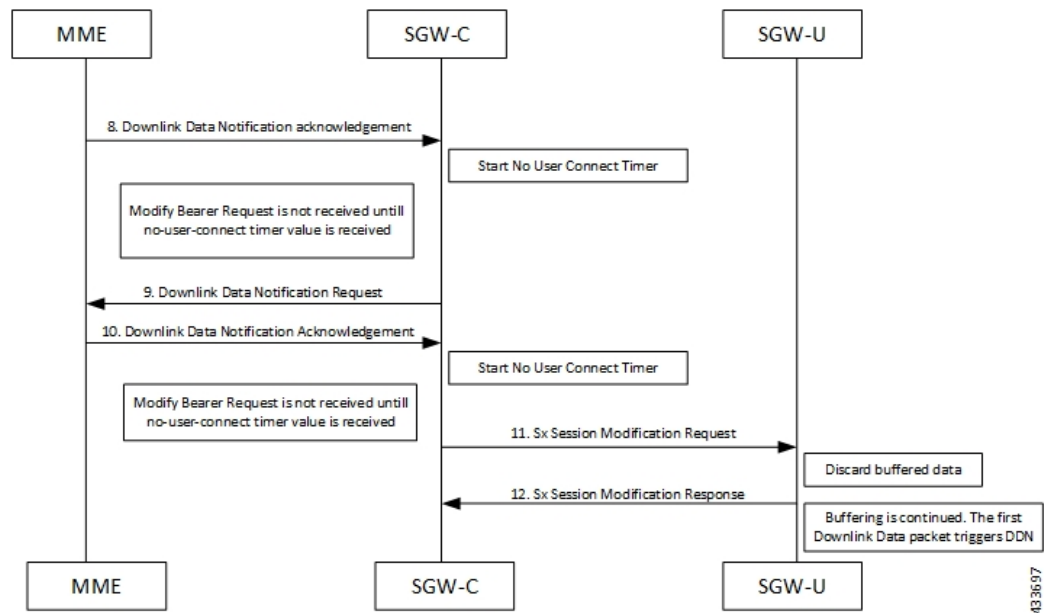 MME
SGW-C
SGW-U
8. Downlink Data Notification acknowledgement
Start No User Connect Timer
Modify Bearer Request is not received untill
no-user-connect timer value is received
9. Downlink Data Notification Request
10. Downlink Data Notification Acknowledgement
Start No User Connect Timer
Modify Bearer Request is not received untill
no-user-connect timer value is received
11. Sx Session Modification Request
Discard buffered data
12. Sx Session Modification Response
Buffering is continued. The first
Downlink Data packet triggers DDN
MME
SGW-C
SGW-U
433697